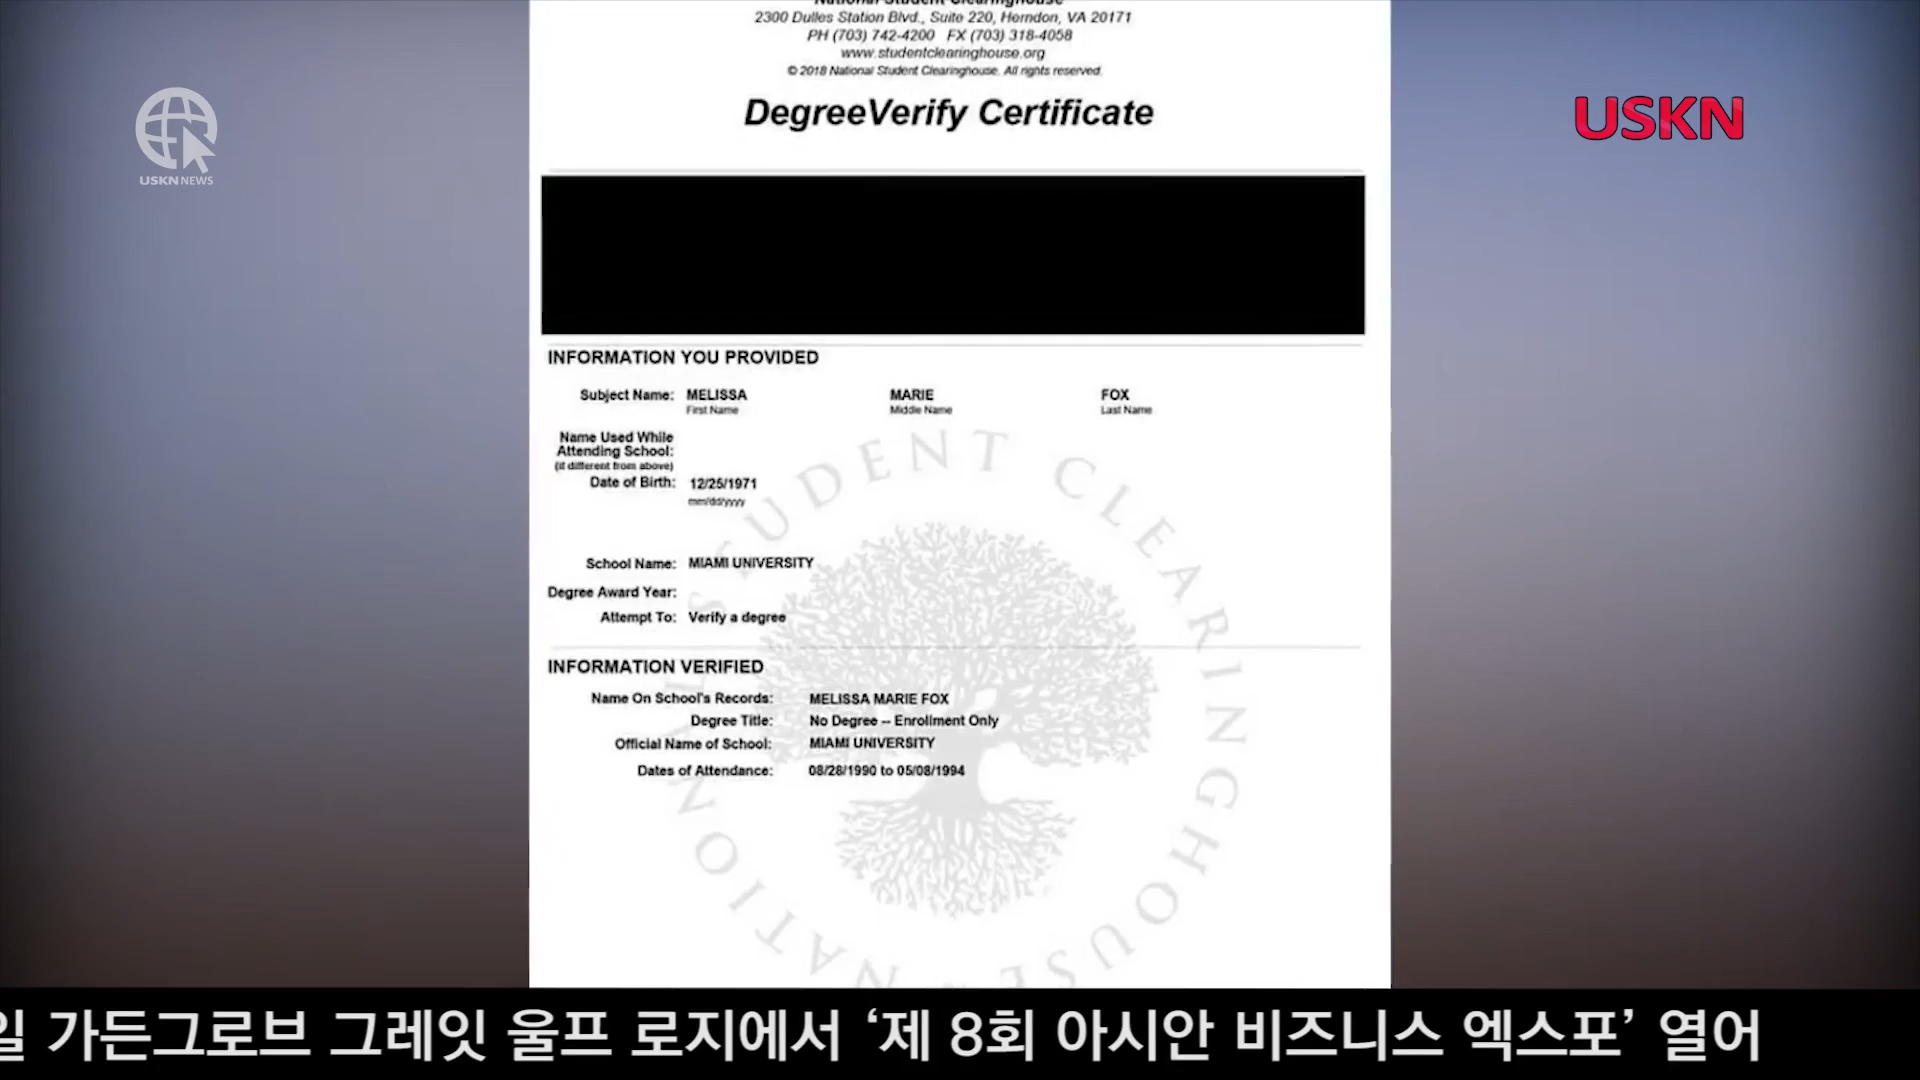 National Student Clearinghouse
2300 Dulles Station Blvd., Suite 220, Herndon, VA 20171
PH (703) 742-4200 FX (703) 318-4058
www.studentclearinghouse.org
© 2018 National Student Clearinghouse. All rights reserved.
DegreeVerify Certificate
USKN NEWS
USKN
INFORMATION YOU PROVIDED
Subject Name: MELISSA MARIE FOX
First Name Middle Name Last Name
Name Used While
Attending School:
(if different from above)
Date of Birth: 12/25/1971
mm/dd/yyyy
School Name: MIAMI UNIVERSITY
Degree Award Year:
Attempt To: Verify a degree
INFORMATION VERIFIED
Name On School's Records: MELISSA MARIE FOX
Degree Title: No Degree -- Enrollment Only
Official Name of School: MIAMI UNIVERSITY
Dates of Attendance: 08/28/1990 to 05/08/1994
NATIONAL STUDENT CLEARINGHOUSE
일 가든그로브 그레잇 울프 로지에서 ‘제 8회 아시안 비즈니스 엑스포’ 열어